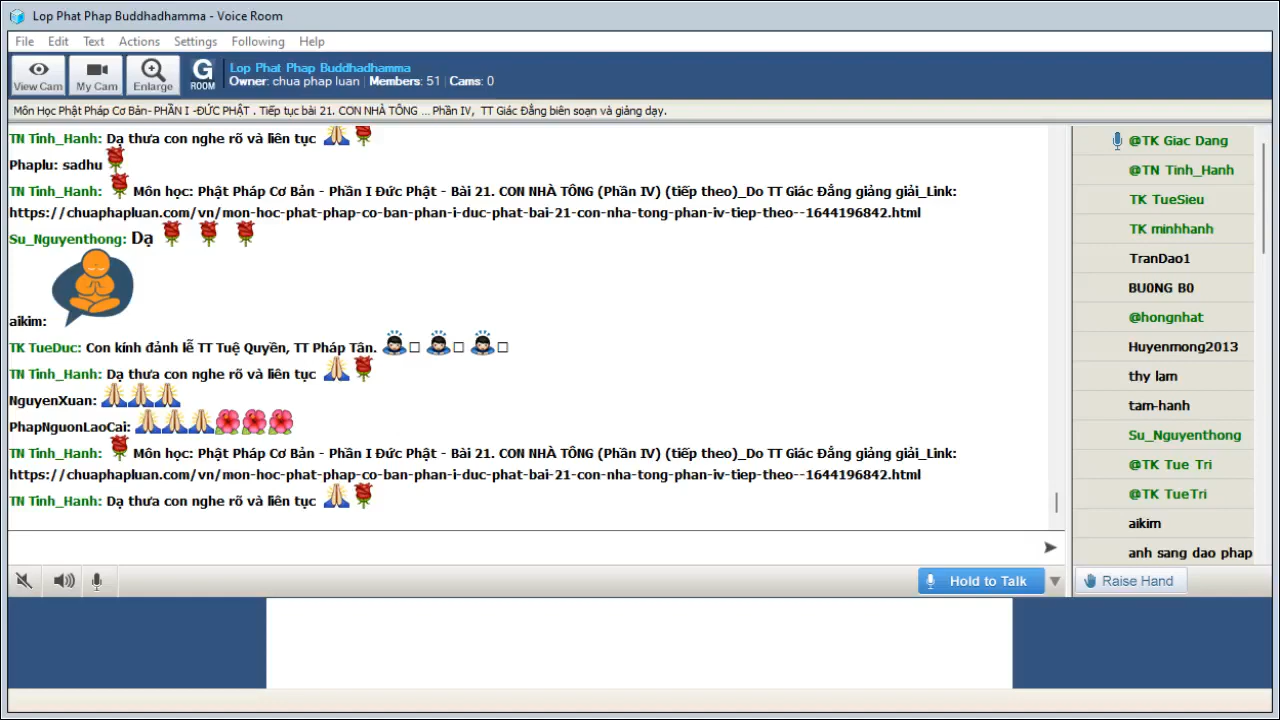 Lop Phat Phap Buddhadhamma - Voice Room
File Edit Text Actions Settings Following Help
View Cam My Cam Enlarge G ROOM
Lop Phat Phap Buddhadhamma
Owner: chua phap luan Members: 51 Cams: 0
Môn Học Phật Pháp Cơ Bản- PHẦN I -ĐỨC PHẬT . Tiếp tục bài 21. CON NHÀ TÔNG ... Phần IV, TT Giác Đẳng biên soạn và giảng dạy.
TN Tinh_Hanh: Dạ thưa con nghe rõ và liên tục
Phaplu: sadhu
TN Tinh_Hanh: Môn học: Phật Pháp Cơ Bản - Phần I Đức Phật - Bài 21. CON NHÀ TÔNG (Phần IV) (tiếp theo)_Do TT Giác Đẳng giảng giải_Link:
https://chuaphapluan.com/vn/mon-hoc-phat-phap-co-ban-phan-i-duc-phat-bai-21-con-nha-tong-phan-iv-tiep-theo--1644196842.html
Su_Nguyenthong: Dạ
aikim:
TK TueDuc: Con kính đảnh lễ TT Tuệ Quyền, TT Pháp Tân.
TN Tinh_Hanh: Dạ thưa con nghe rõ và liên tục
NguyenXuan:
PhapNguonLaoCai:
TN Tinh_Hanh: Môn học: Phật Pháp Cơ Bản - Phần I Đức Phật - Bài 21. CON NHÀ TÔNG (Phần IV) (tiếp theo)_Do TT Giác Đẳng giảng giải_Link:
https://chuaphapluan.com/vn/mon-hoc-phat-phap-co-ban-phan-i-duc-phat-bai-21-con-nha-tong-phan-iv-tiep-theo--1644196842.html
TN Tinh_Hanh: Dạ thưa con nghe rõ và liên tục
@TK Giac Dang
@TN Tinh_Hanh
TK TueSieu
TK minhhanh
TranDao1
BU0NG B0
@hongnhat
Huyenmong2013
thy lam
tam-hanh
Su_Nguyenthong
@TK Tue Tri
@TK TueTri
aikim
anh sang dao phap
Hold to Talk
Raise Hand